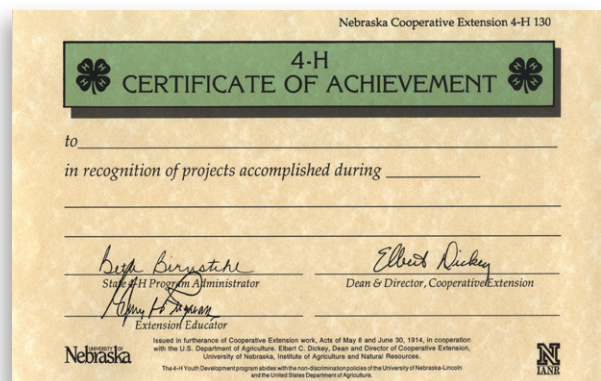 Nebraska Cooperative Extension 4-H 130
4-H
CERTIFICATE OF ACHIEVEMENT
to
in recognition of projects accomplished during
Beth Birnstihl
Elbert Dickey
State 4-H Program Administrator
Dean & Director, Cooperative Extension
Extension Educator
UNIVERSITY OF
Nebraska
Issued in furtherance of Cooperative Extension work, Acts of May 8 and June 30, 1914, in cooperation
with the U.S. Department of Agriculture. Elbert C. Dickey, Dean and Director of Cooperative Extension,
University of Nebraska, Institute of Agriculture and Natural Resources.
The 4-H Youth Development program abides with the non-discrimination policies of the University of Nebraska-Lincoln
and the United States Department of Agriculture.
N
IANR